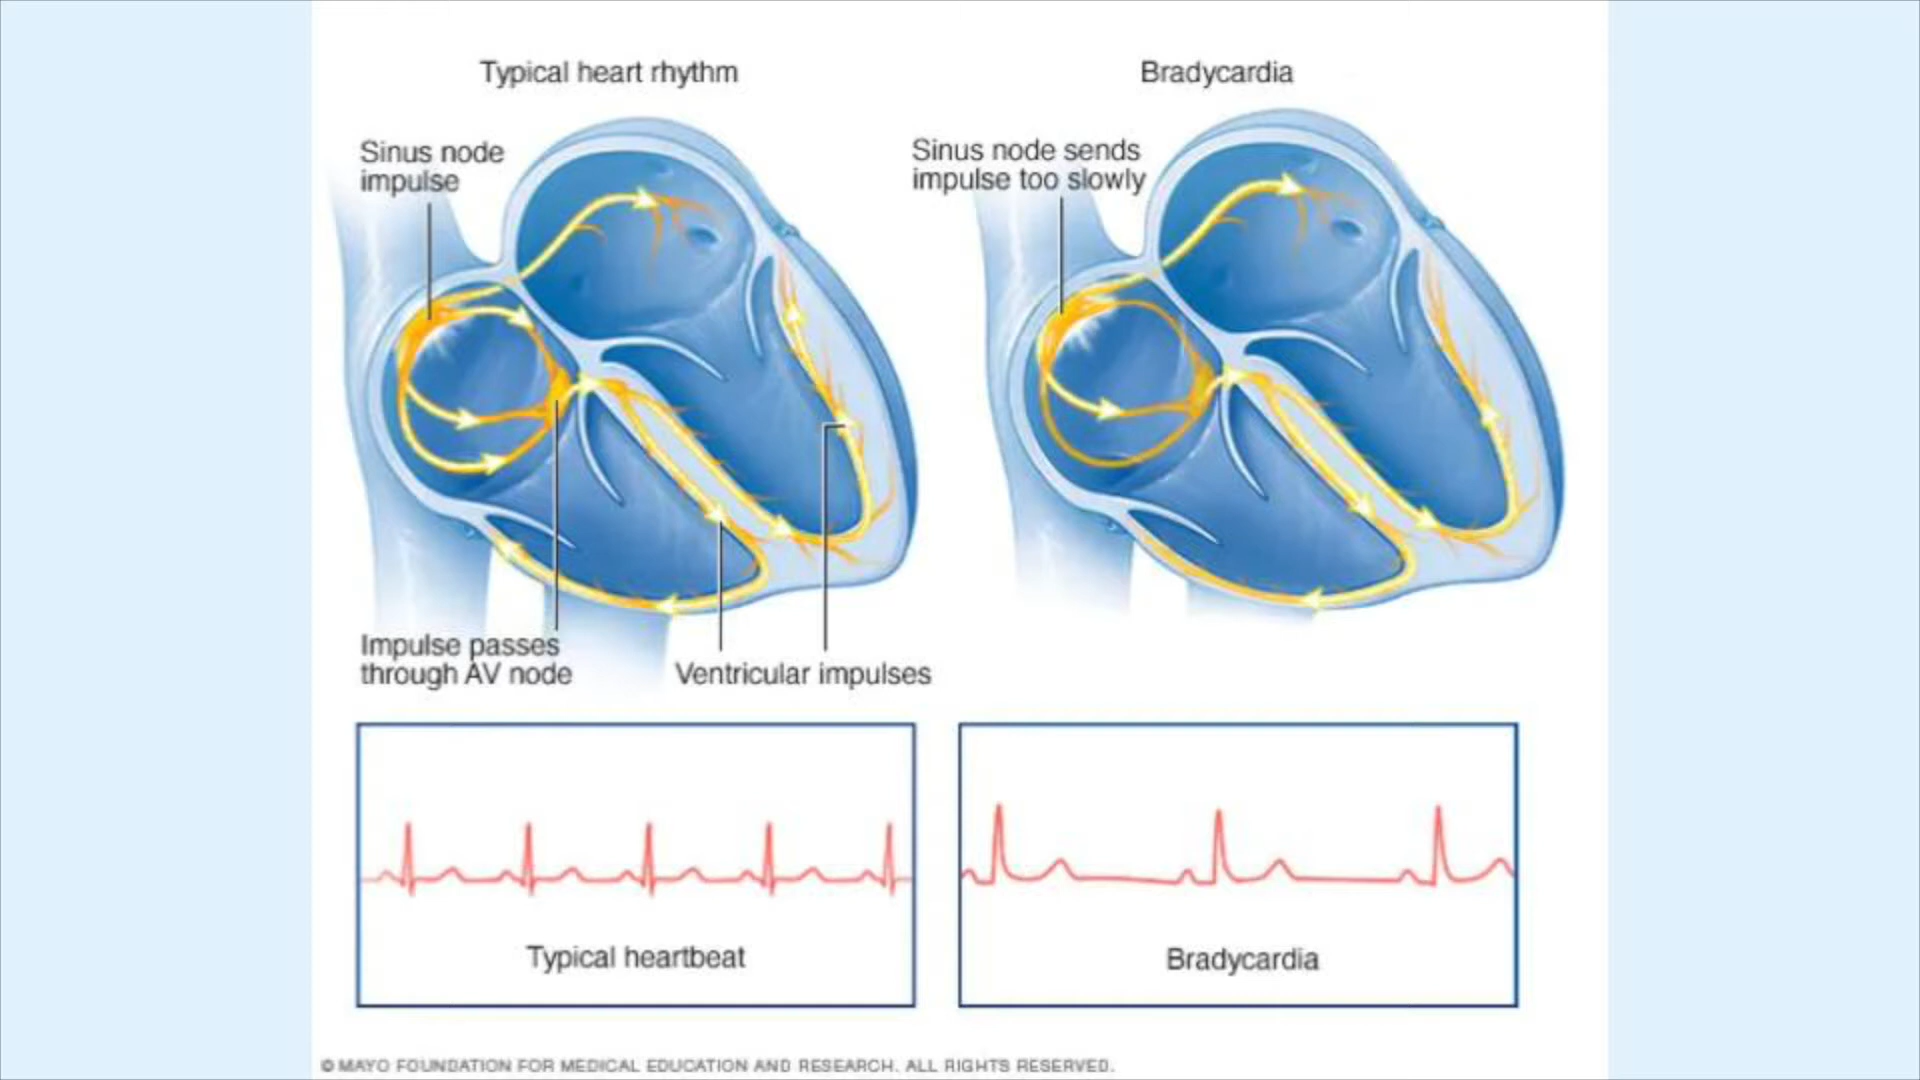 Typical heart rhythm
Sinus node
impulse
Impulse passes
through AV node
Ventricular impulses
Bradycardia
Sinus node sends
impulse too slowly
Typical heartbeat
Bradycardia
© MAYO FOUNDATION FOR MEDICAL EDUCATION AND RESEARCH. ALL RIGHTS RESERVED.